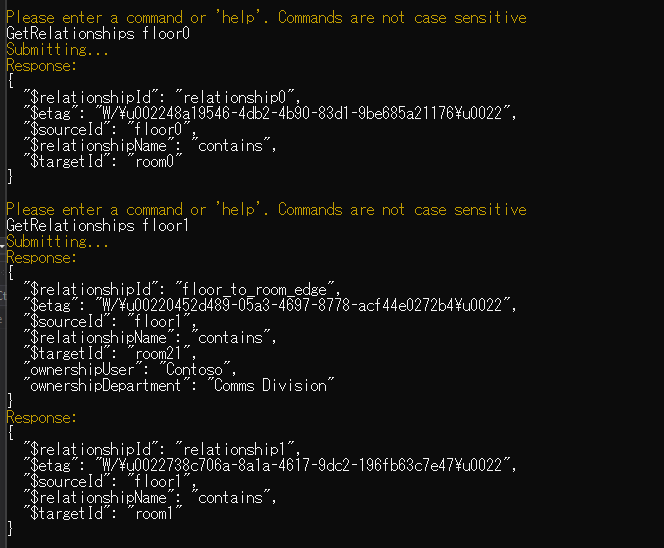 Please enter a command or 'help'. Commands are not case sensitive
GetRelationships floor0
Submitting...
Response:
{
  "$relationshipId": "relationship0",
  "$etag": "W/¥u002248a19546-4db2-4b90-83d1-9be685a21176¥u0022",
  "$sourceId": "floor0",
  "$relationshipName": "contains",
  "$targetId": "room0"
}
Please enter a command or 'help'. Commands are not case sensitive
GetRelationships floor1
Submitting...
Response:
{
  "$relationshipId": "floor_to_room_edge",
  "$etag": "W/¥u00220452d489-05a3-4697-8778-acf44e0272b4¥u0022",
  "$sourceId": "floor1",
  "$relationshipName": "contains",
  "$targetId": "room21",
  "ownershipUser": "Contoso",
  "ownershipDepartment": "Comms Division"
}
Response:
{
  "$relationshipId": "relationship1",
  "$etag": "W/¥u0022738c706a-8a1a-4617-9dc2-196fb63c7e47¥u0022",
  "$sourceId": "floor1",
  "$relationshipName": "contains",
  "$targetId": "room1"
}